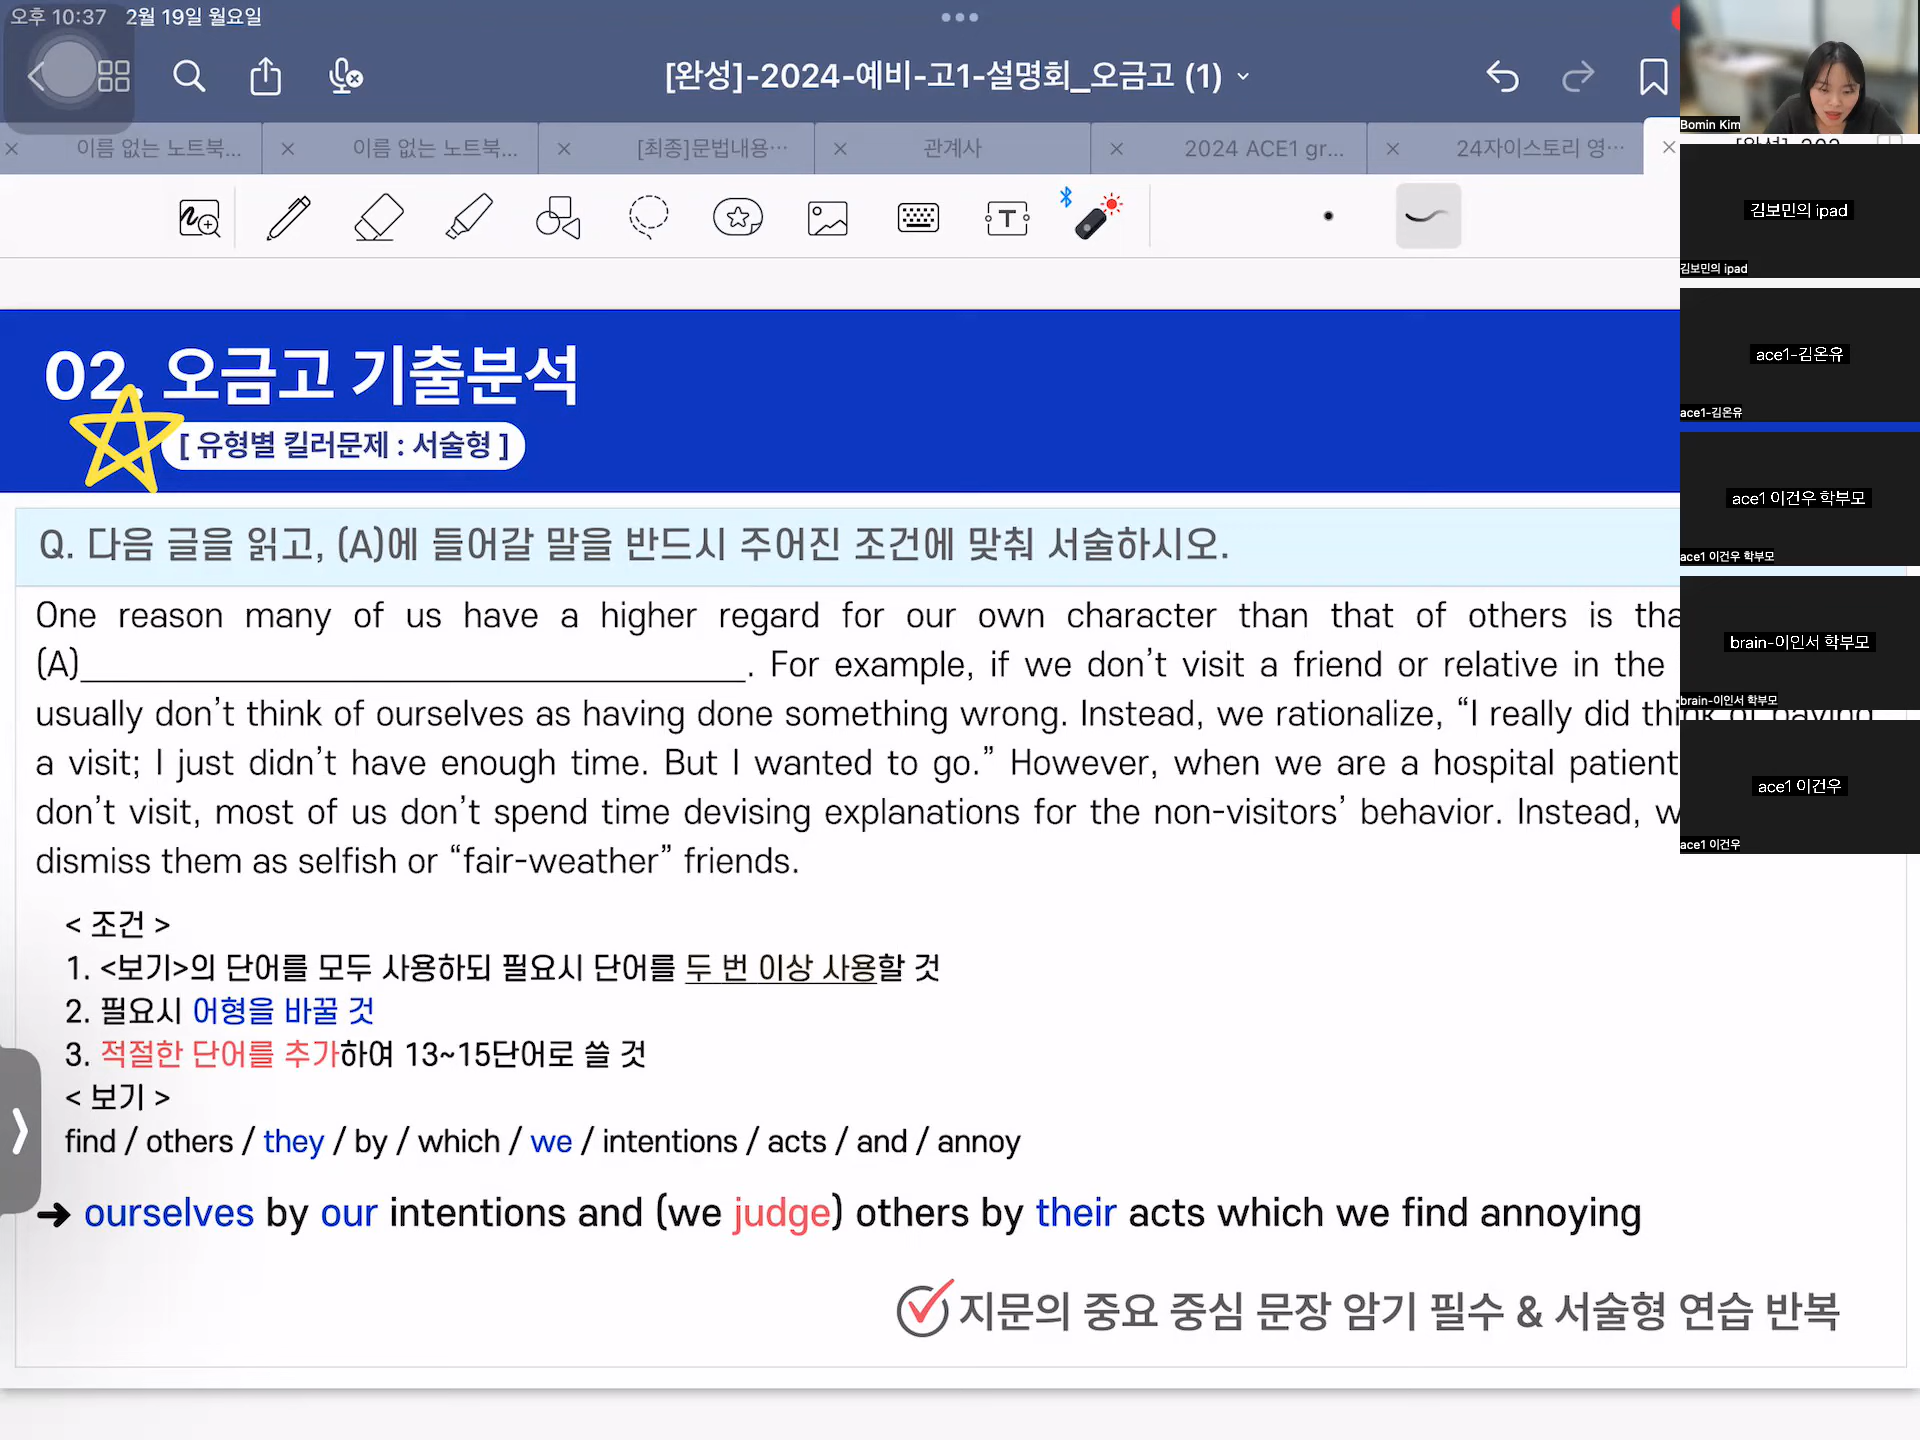 오후 10:37 2월 19일 월요일
[완성]-2024-예비-고1-설명회_오금고 (1)
이름 없는 노트북...
이름 없는 노트북...
[최종]문법내용...
관계사
2024 ACE1 gr...
24자이스토리 영...
02. 오금고 기출분석
[ 유형별 킬러문제 : 서술형 ]
Q. 다음 글을 읽고, (A)에 들어갈 말을 반드시 주어진 조건에 맞춰 서술하시오.
One reason many of us have a higher regard for our own character than that of others is
(A)____________________. For example, if we don't visit a friend or relative in the
usually don't think of ourselves as having done something wrong. Instead, we rationalize, “I really did think of having
a visit; I just didn't have enough time. But I wanted to go.” However, when we are a hospital patient
don't visit, most of us don't spend time devising explanations for the non-visitors' behavior. Instead,
dismiss them as selfish or “fair-weather” friends.
< 조건 >
1. <보기>의 단어를 모두 사용하되 필요시 단어를 두 번 이상 사용할 것
2. 필요시 어형을 바꿀 것
3. 적절한 단어를 추가하여 13~15단어로 쓸 것
< 보기 >
find / others / they / by / which / we / intentions / acts / and / annoy
➔ ourselves by our intentions and (we judge) others by their acts which we find annoying
지문의 중요 중심 문장 암기 필수 & 서술형 연습 반복
Bomin Kim
김보민의 ipad
김보민의 ipad
ace1-김온유
ace1-김온유
ace1 이건우 학부모
ace1 이건우 학부모
brain-이인서 학부모
brain-이인서 학부모
ace1 이건우
ace1 이건우